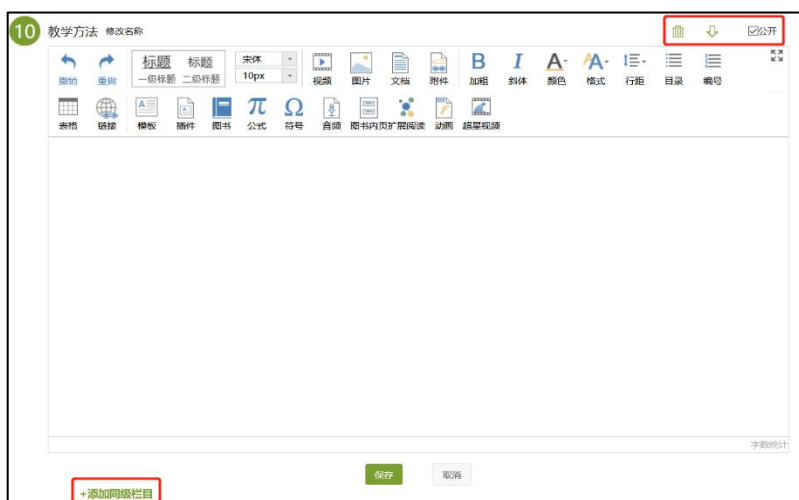 10 教学方法 修改名称 公开
撤销 重做 标题 一级标题 标题 二级标题 宋体 10px 视频 图片 文档 附件 B 加粗 I 斜体 A 颜色 A 格式 行距 目录 编号
表格 链接 模板 插件 图书 π 公式 Ω 符号 音频 图书内页 扩展阅读 动画 超星视频
字数统计
保存 取消
+添加同级栏目